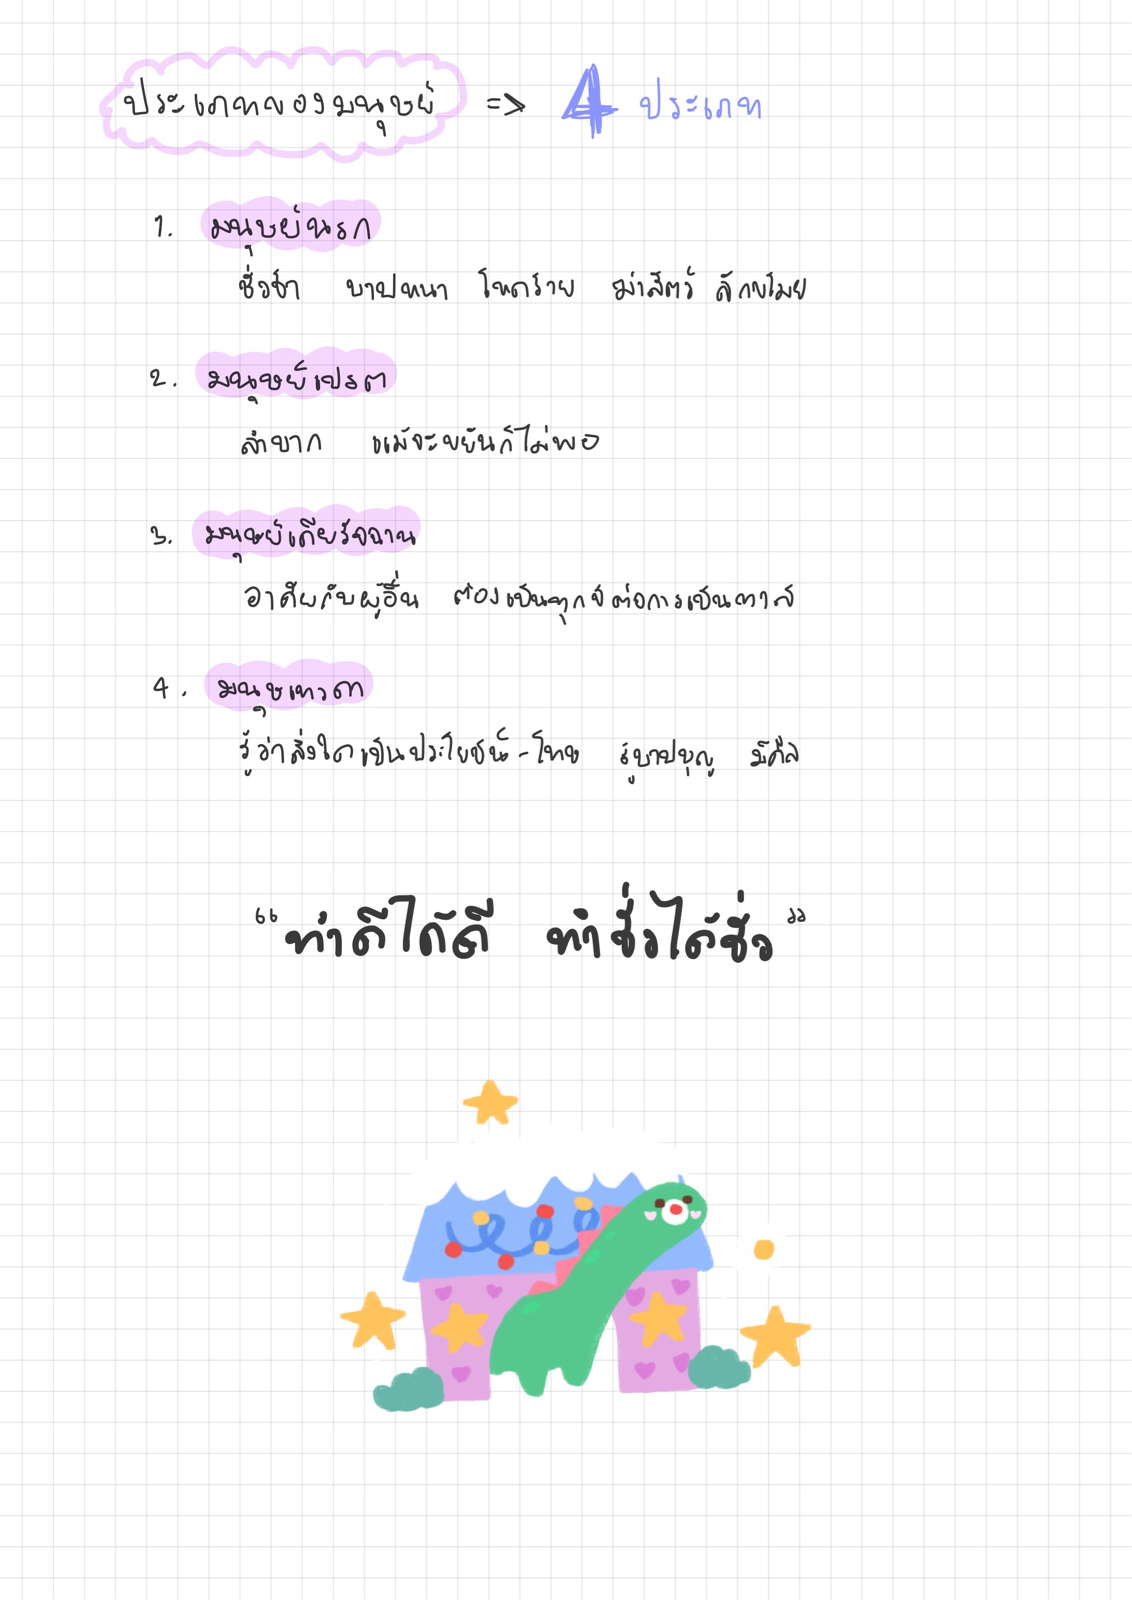 ประเภทของมนุษย์ => 4 ประเภท
1. มนุษย์นรก
ชั่วช้า บาปหนา โหดร้าย ฆ่าสัตว์ ลักขโมย
2. มนุษย์เปรต
ลำบาก แม้จะขยันก็ไม่พอ
3. มนุษย์เดียรัจฉาน
อาศัยกับผู้อื่น ต้องเป็นทุกข์ต่อการเป็นทาส
4. มนุษเทวดา
รู้ว่าสิ่งใดเป็นประโยชน์-โทษ รู้บาปบุญ มีศีล
“ทำดีได้ดี ทำชั่วได้ชั่ว”